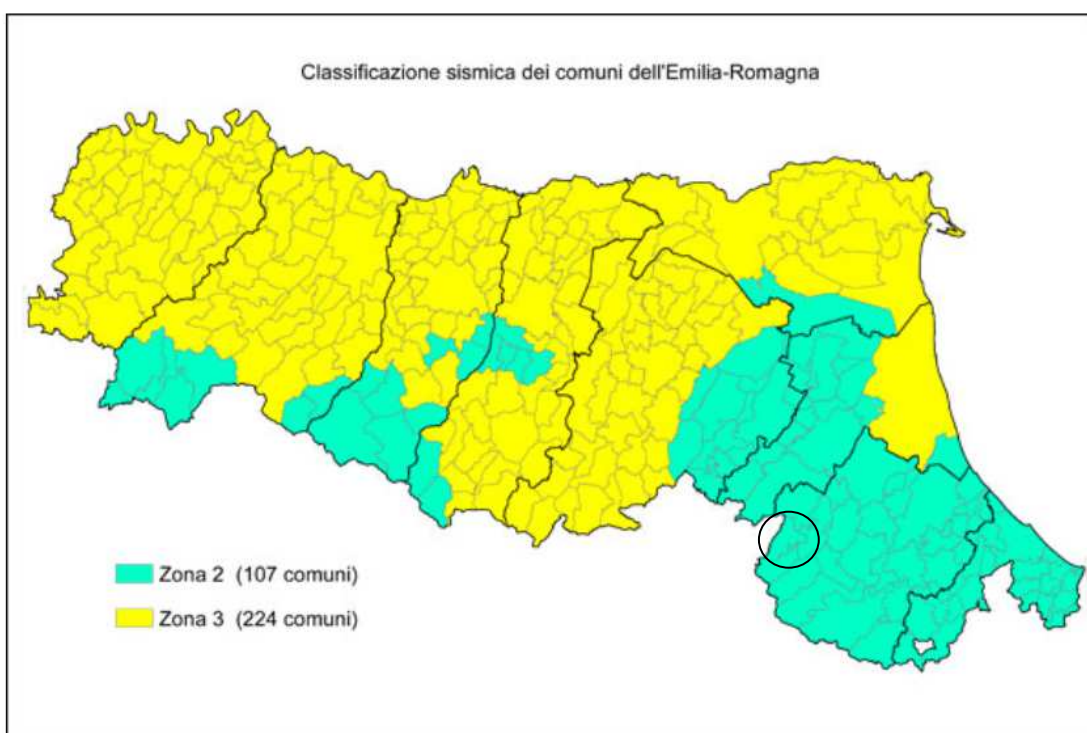 Classificazione sismica dei comuni dell'Emilia-Romagna
Zona 2 (107 comuni)
Zona 3 (224 comuni)